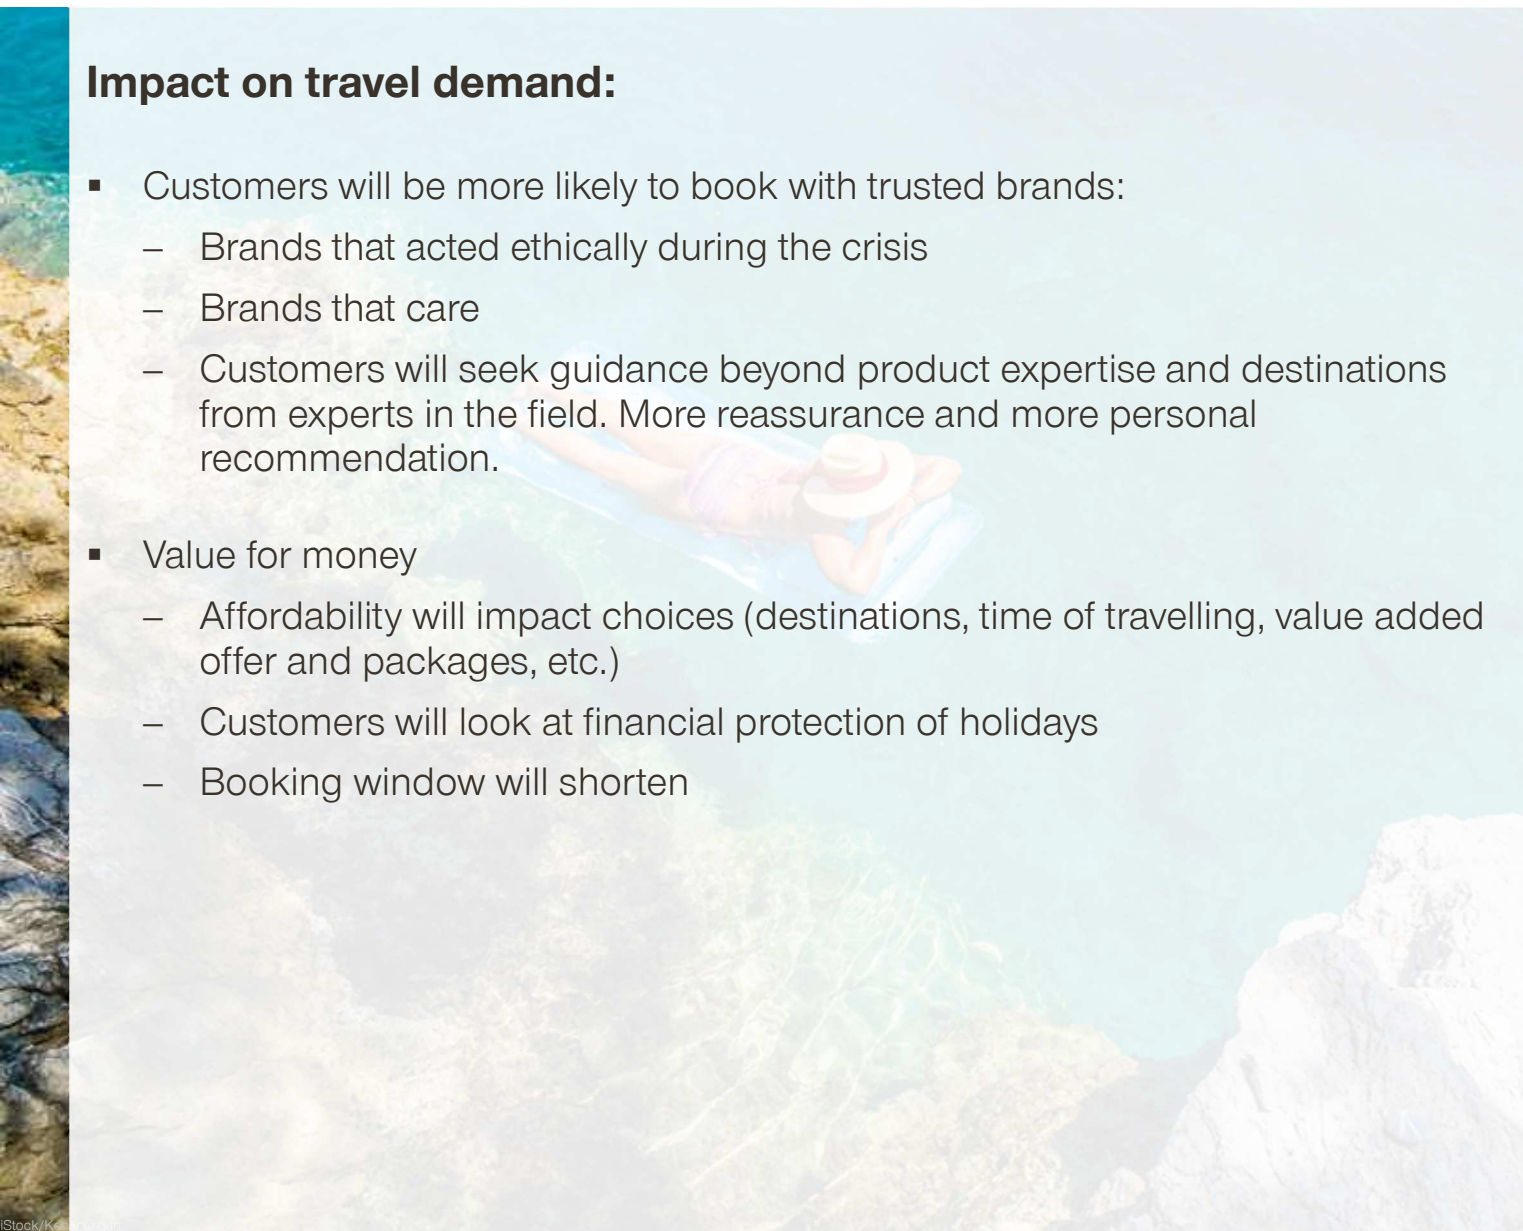 Impact on travel demand:
▪ Customers will be more likely to book with trusted brands:
– Brands that acted ethically during the crisis
– Brands that care
– Customers will seek guidance beyond product expertise and destinations
from experts in the field. More reassurance and more personal
recommendation.
▪ Value for money
– Affordability will impact choices (destinations, time of travelling, value added
offer and packages, etc.)
– Customers will look at financial protection of holidays
– Booking window will shorten